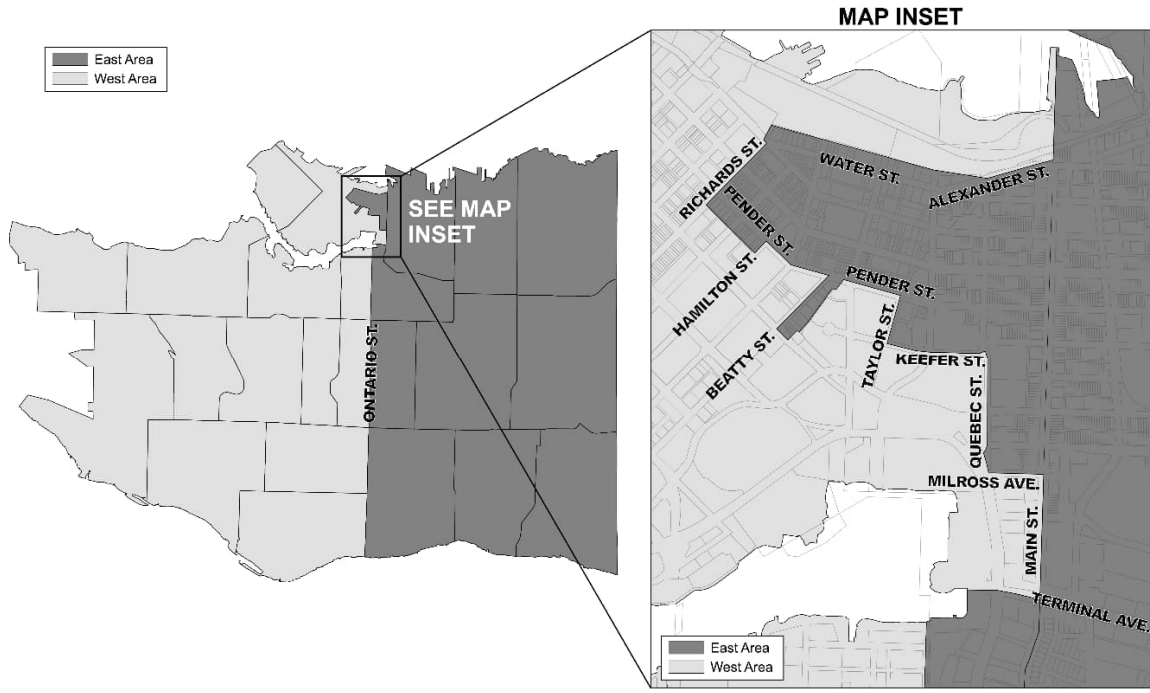 MAP INSET
East Area
West Area
SEE MAP
INSET
ONTARIO ST.
RICHARDS ST.
WATER ST.
ALEXANDER ST.
PENDER ST.
HAMILTON ST.
PENDER ST.
BEATTY ST.
TAYLOR ST.
KEEFER ST.
QUEBEC ST.
MILROSS AVE.
MAIN ST.
TERMINAL AVE.
East Area
West Area